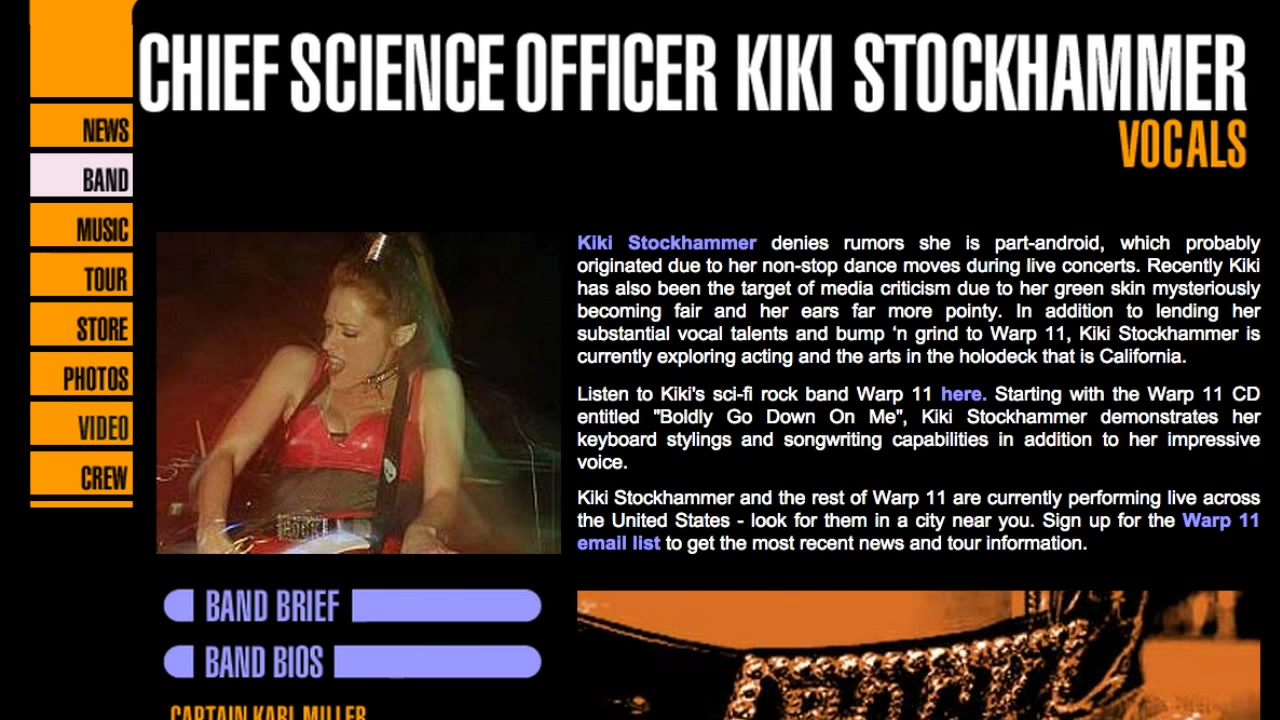 CHIEF SCIENCE OFFICER KIKI STOCKHAMMER
VOCALS
NEWS
BAND
MUSIC
TOUR
STORE
PHOTOS
VIDEO
CREW
Kiki Stockhammer denies rumors she is part-android, which probably
originated due to her non-stop dance moves during live concerts. Recently Kiki
has also been the target of media criticism due to her green skin mysteriously
becoming fair and her ears far more pointy. In addition to lending her
substantial vocal talents and bump ‘n grind to Warp 11, Kiki Stockhammer is
currently exploring acting and the arts in the holodeck that is California.
Listen to Kiki's sci-fi rock band Warp 11 here. Starting with the Warp 11 CD
entitled "Boldly Go Down On Me", Kiki Stockhammer demonstrates her
keyboard stylings and songwriting capabilities in addition to her impressive
voice.
Kiki Stockhammer and the rest of Warp 11 are currently performing live across
the United States - look for them in a city near you. Sign up for the Warp 11
email list to get the most recent news and tour information.
BAND BRIEF
BAND BIOS
CAPTAIN KARL MILLER